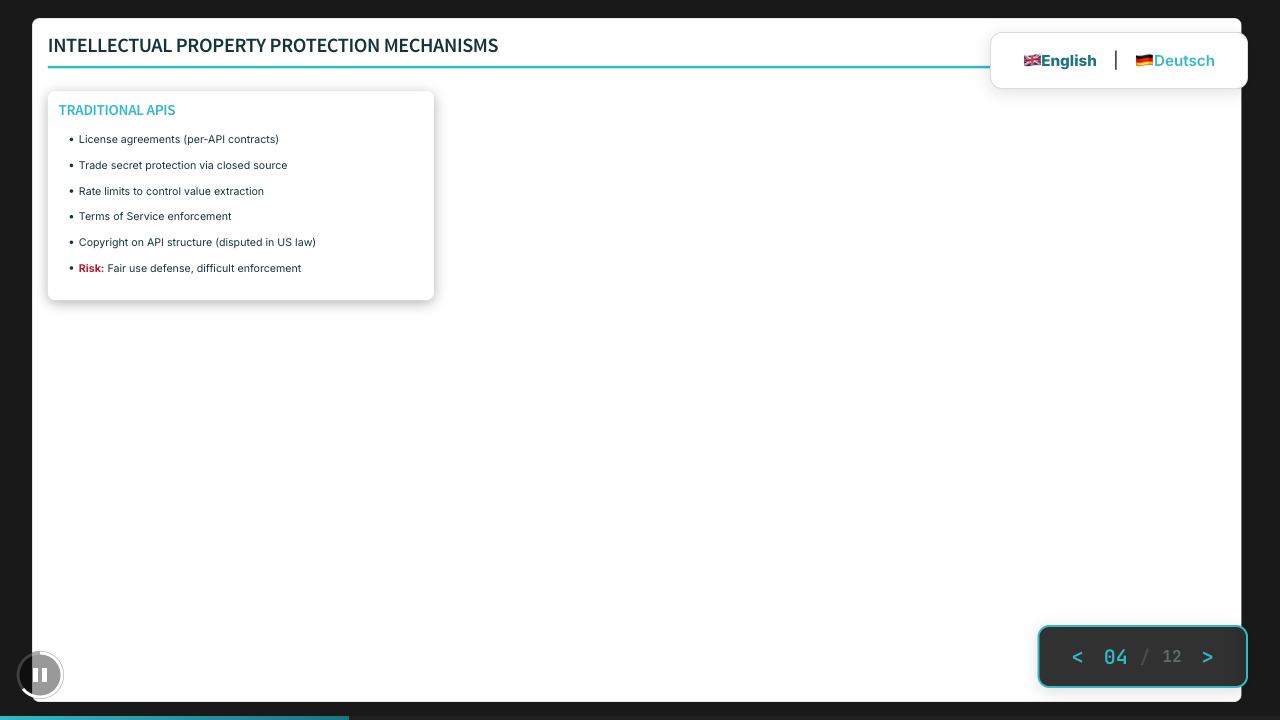 INTELLECTUAL PROPERTY PROTECTION MECHANISMS
English | Deutsch
TRADITIONAL APIS
• License agreements (per-API contracts)
• Trade secret protection via closed source
• Rate limits to control value extraction
• Terms of Service enforcement
• Copyright on API structure (disputed in US law)
• Risk: Fair use defense, difficult enforcement
< 04 / 12 >